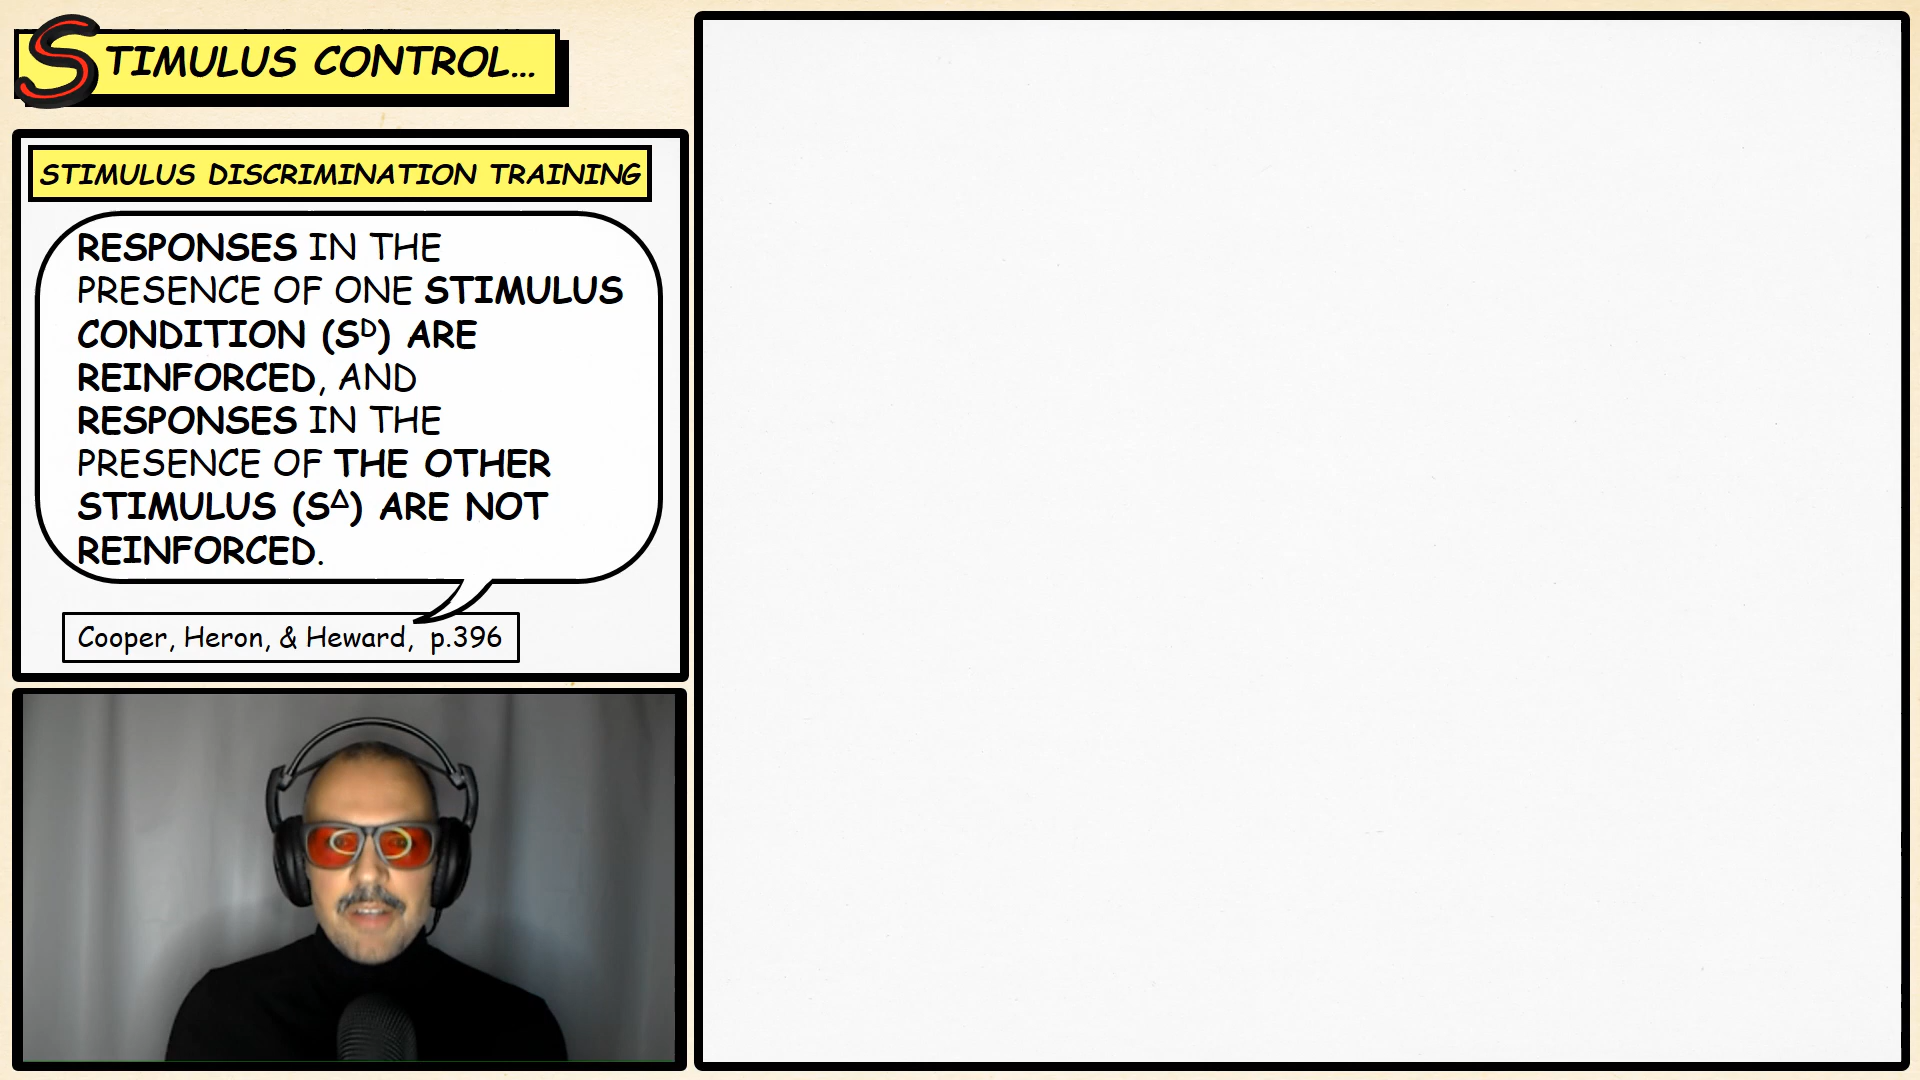 STIMULUS CONTROL...
STIMULUS DISCRIMINATION TRAINING
RESPONSES IN THE
PRESENCE OF ONE STIMULUS
CONDITION (Sᴰ) ARE
REINFORCED, AND
RESPONSES IN THE
PRESENCE OF THE OTHER
STIMULUS (S^Δ) ARE NOT
REINFORCED.
Cooper, Heron, & Heward, p.396